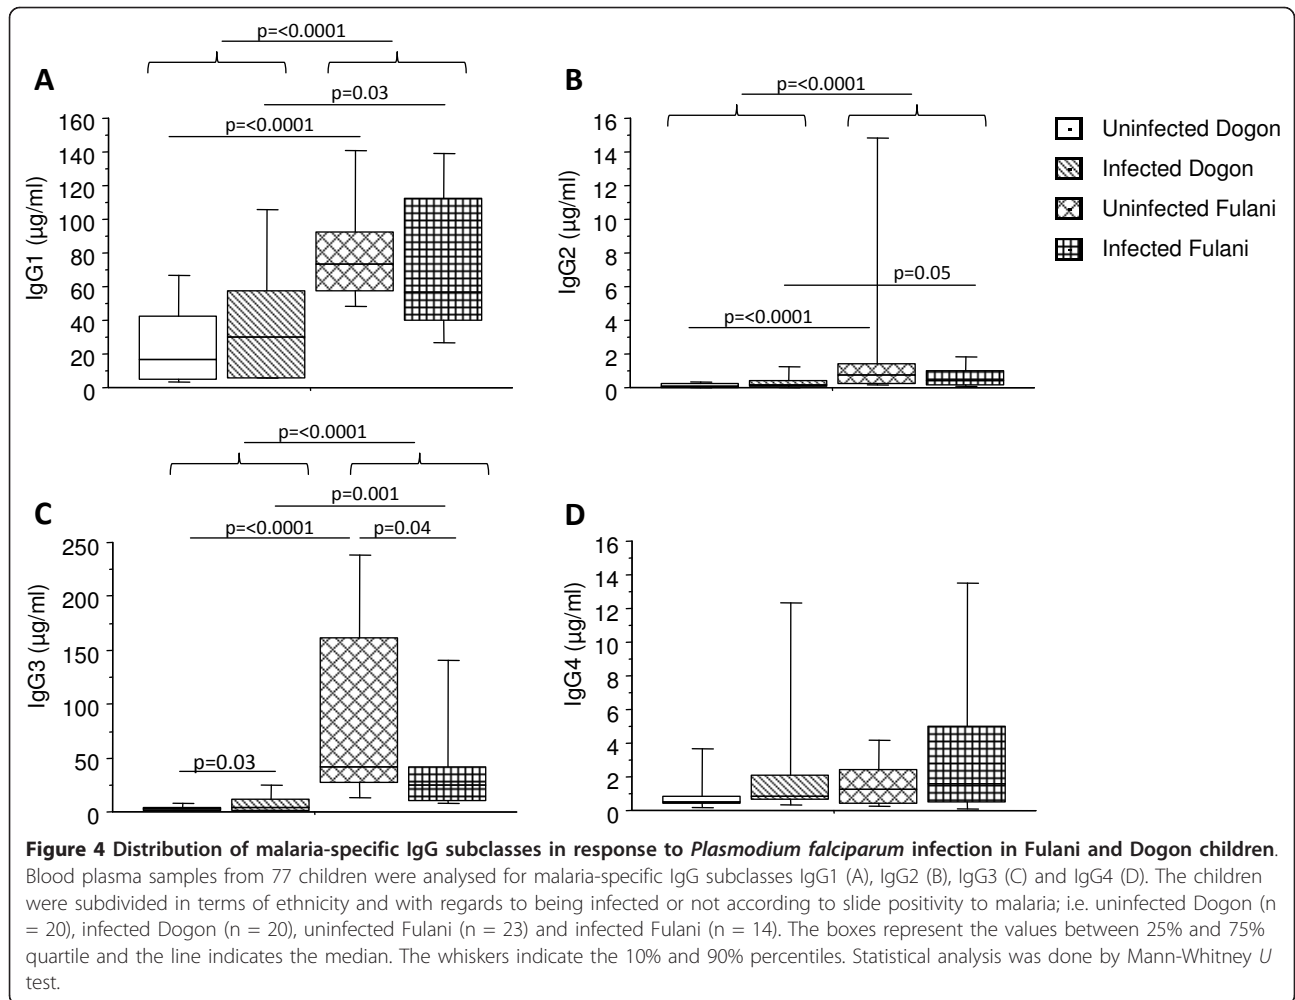 p=<0.0001
A
p=0.03
p=<0.0001
160
140
120
100
80
60
40
20
0
IgG1 (µg/ml)
B
p=<0.0001
16
14
12
10
8
6
4
2
0
IgG2 (µg/ml)
p=0.05
p=<0.0001
Uninfected Dogon
Infected Dogon
Uninfected Fulani
Infected Fulani
p=<0.0001
p=0.001
C
p=<0.0001
p=0.04
250
200
150
100
50
0
IgG3 (µg/ml)
p=0.03
D
16
14
12
10
8
6
4
2
0
IgG4 (µg/ml)
Figure 4 Distribution of malaria-specific IgG subclasses in response to Plasmodium falciparum infection in Fulani and Dogon children.
Blood plasma samples from 77 children were analysed for malaria-specific IgG subclasses IgG1 (A), IgG2 (B), IgG3 (C) and IgG4 (D). The children
were subdivided in terms of ethnicity and with regards to being infected or not according to slide positivity to malaria; i.e. uninfected Dogon (n
= 20), infected Dogon (n = 20), uninfected Fulani (n = 23) and infected Fulani (n = 14). The boxes represent the values between 25% and 75%
quartile and the line indicates the median. The whiskers indicate the 10% and 90% percentiles. Statistical analysis was done by Mann-Whitney U
test.